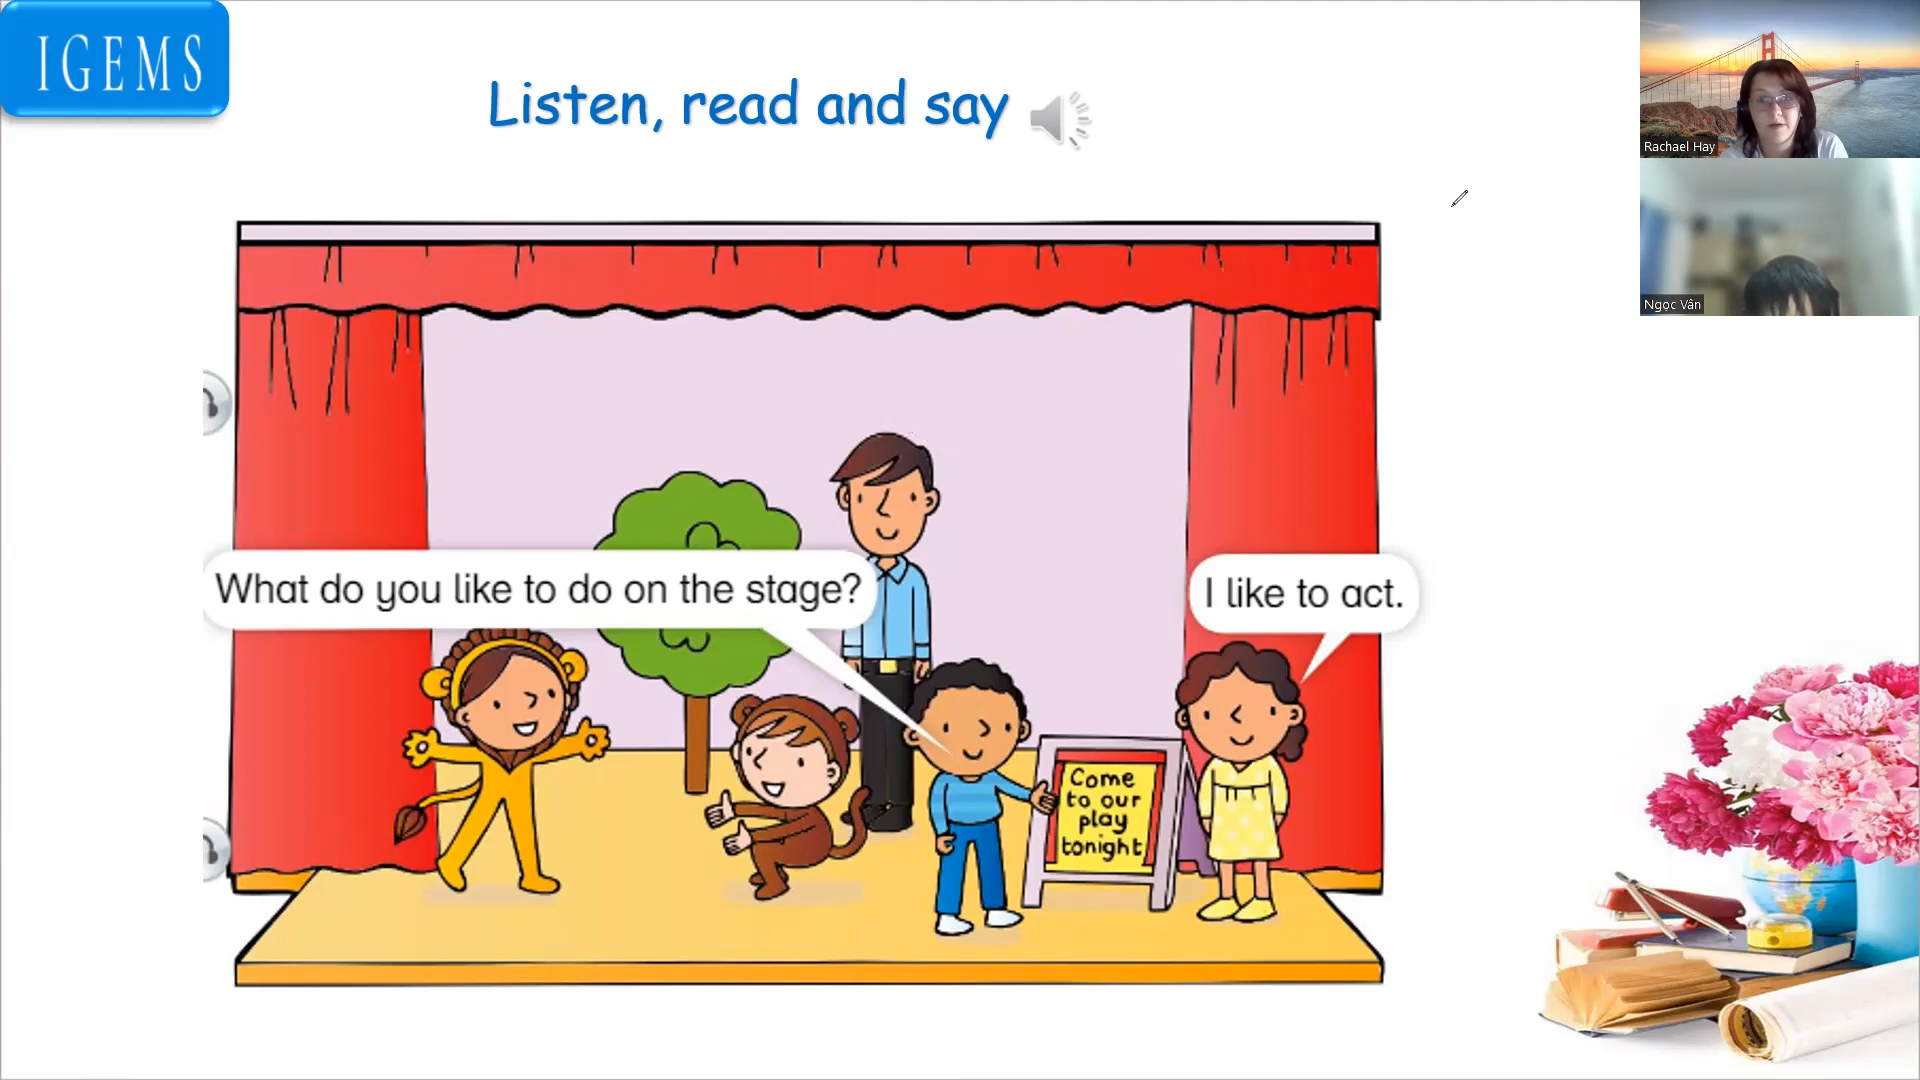 IGEMS
Listen, read and say
Rachael Hay
Ngọc Vân
What do you like to do on the stage?
I like to act.
Come
to our
play
tonight